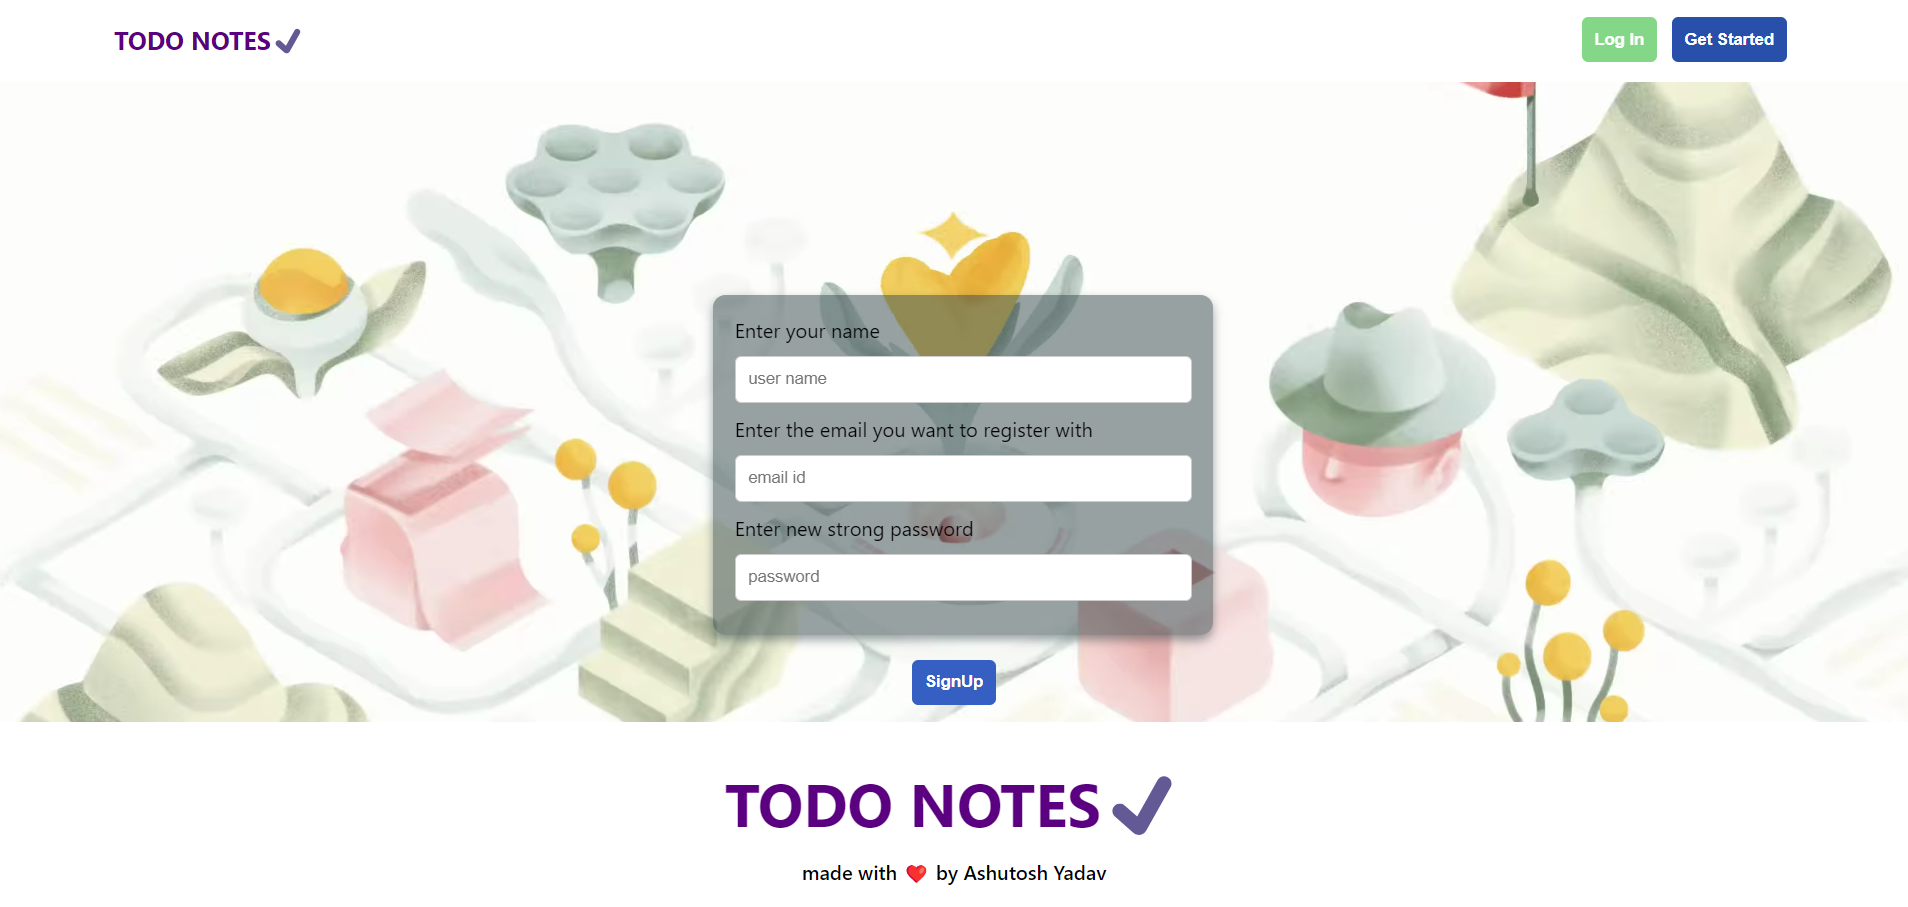 TODO NOTES
Log In
Get Started
Enter your name
user name
Enter the email you want to register with
email id
Enter new strong password
password
SignUp
TODO NOTES
made with ❤️ by Ashutosh Yadav